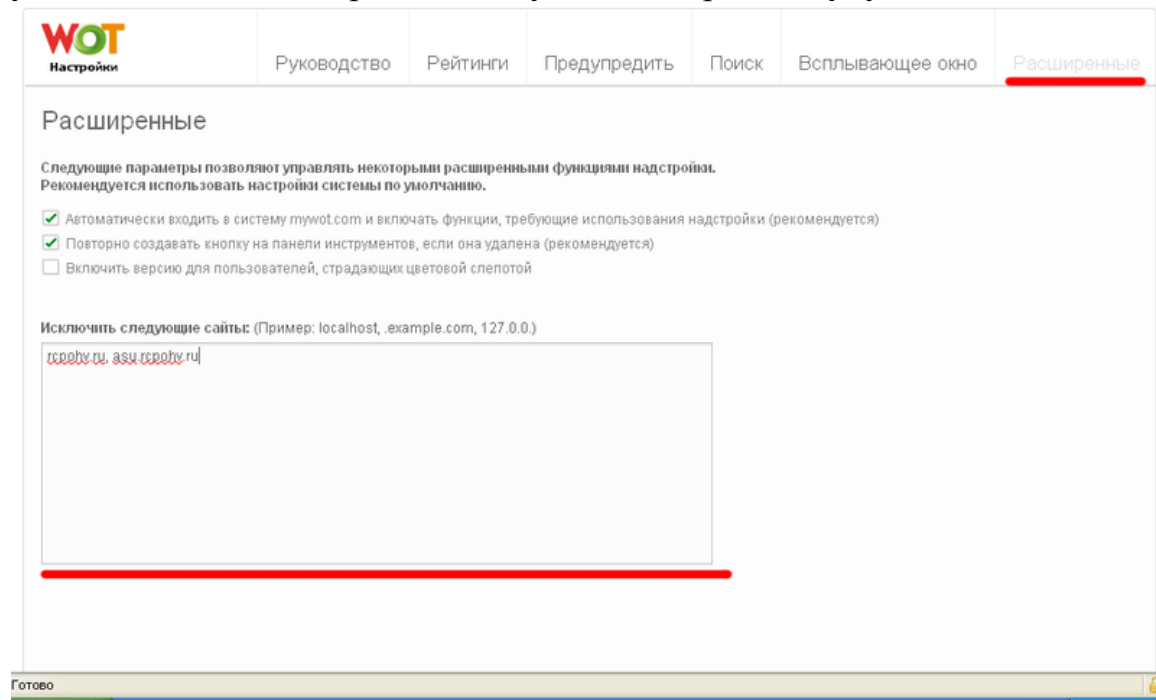 WOT
Настройки
Руководство
Рейтинги
Предупредить
Поиск
Всплывающее окно
Расширенные
Расширенные
Следующие параметры позволяют управлять некоторыми расширенными функциями надстройки.
Рекомендуется использовать настройки системы по умолчанию.
Автоматически входить в систему mywot.com и включать функции, требующие использования надстройки (рекомендуется)
Повторно создавать кнопку на панели инструментов, если она удалена (рекомендуется)
Включить версию для пользователей, страдающих цветовой слепотой
Исключить следующие сайты: (Пример: localhost, .example.com, 127.0.0.)
rcpohv.ru, asu.rcpohv.ru
Готово